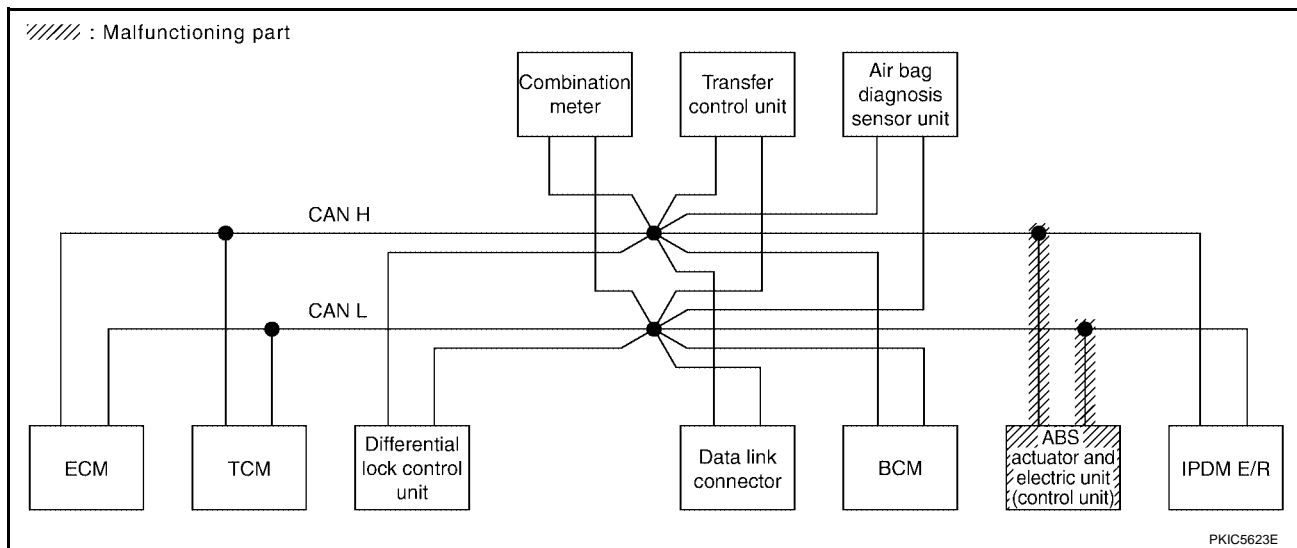 : Malfunctioning part
Combination
meter
Transfer
control unit
Air bag
diagnosis
sensor unit
CAN H
CAN L
ECM
TCM
Differential
lock control
unit
Data link
connector
BCM
ABS
actuator and
electric unit
(control unit)
IPDM E/R
PKIC5623E